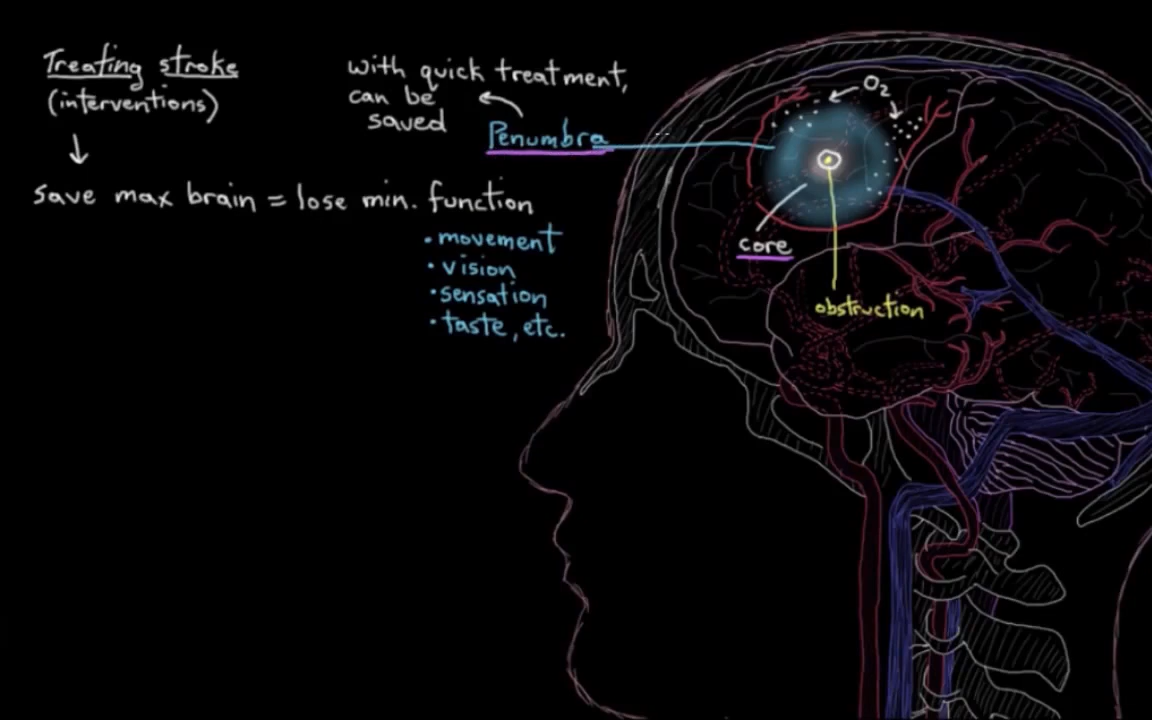 Treating stroke
(interventions)
save max brain = lose min. function
• movement
• vision
• sensation
• taste, etc.
with quick treatment,
can be
saved
Penumbra
O₂
core
obstruction